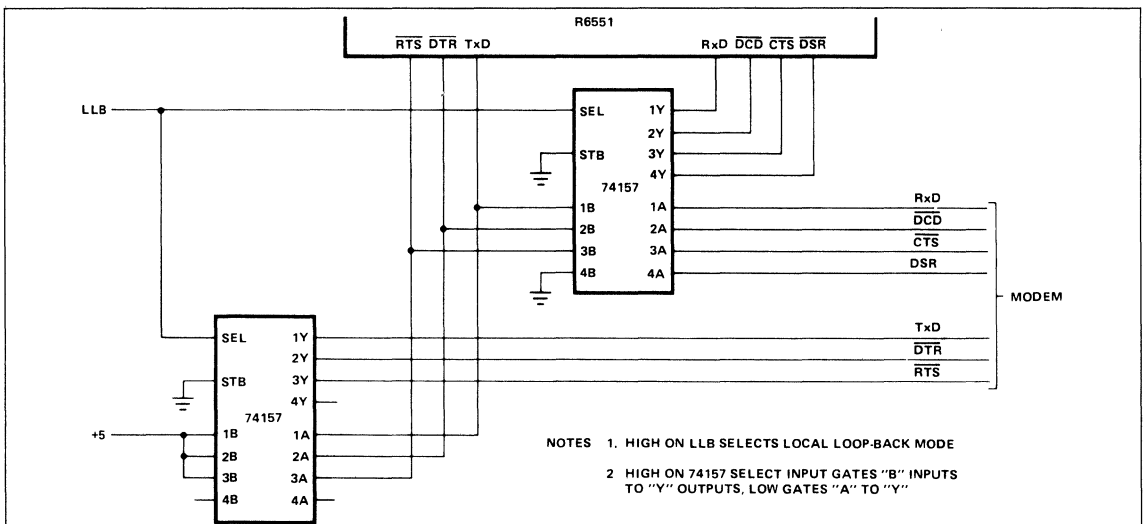 R6551
RTS DTR TxD RxD DCD CTS DSR
LLB
SEL 1Y
2Y
STB 3Y
4Y
74157
1B 1A RxD
2B 2A DCD
3B 3A CTS
4B 4A DSR
MODEM
SEL 1Y TxD
2Y DTR
STB 3Y RTS
4Y
74157
+5 1B 1A
2B 2A
3B 3A
4B 4A
NOTES 1. HIGH ON LLB SELECTS LOCAL LOOP-BACK MODE
2 HIGH ON 74157 SELECT INPUT GATES "B" INPUTS
TO "Y" OUTPUTS, LOW GATES "A" TO "Y"